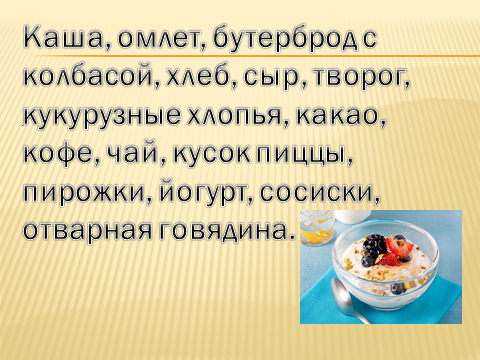 Каша, омлет, бутерброд с
колбасой, хлеб, сыр, творог,
кукурузные хлопья, какао,
кофе, чай, кусок пиццы,
пирожки, йогурт, сосиски,
отварная говядина.